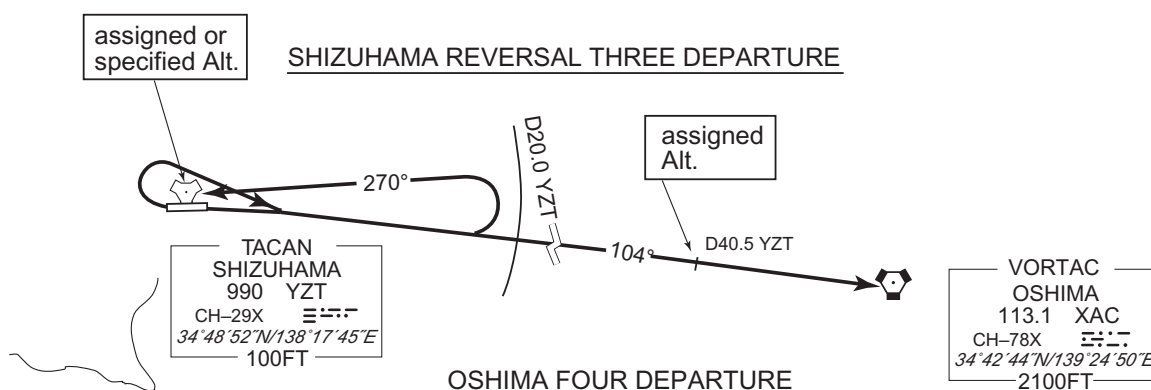 assigned or
specified Alt.
SHIZUHAMA REVERSAL THREE DEPARTURE
D20.0 YZT
assigned
Alt.
270°
104°
D40.5 YZT
TACAN
SHIZUHAMA
990 YZT
CH–29X
34°48′52″N/138°17′45″E
100FT
VORTAC
OSHIMA
113.1 XAC
CH–78X
34°42′44″N/139°24′50″E
2100FT
OSHIMA FOUR DEPARTURE